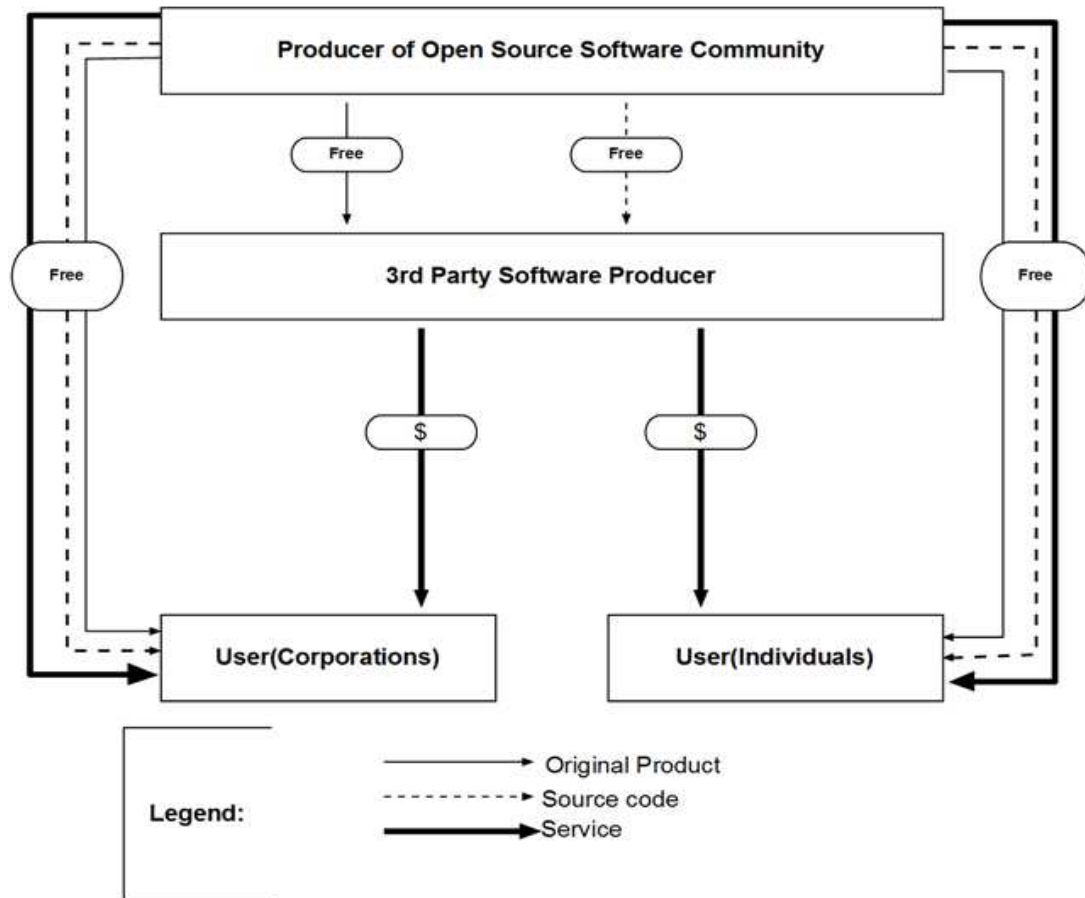 Producer of Open Source Software Community
Free
Free
Free
3rd Party Software Producer
Free
$
$
User(Corporations)
User(Individuals)
Legend:
Original Product
Source code
Service